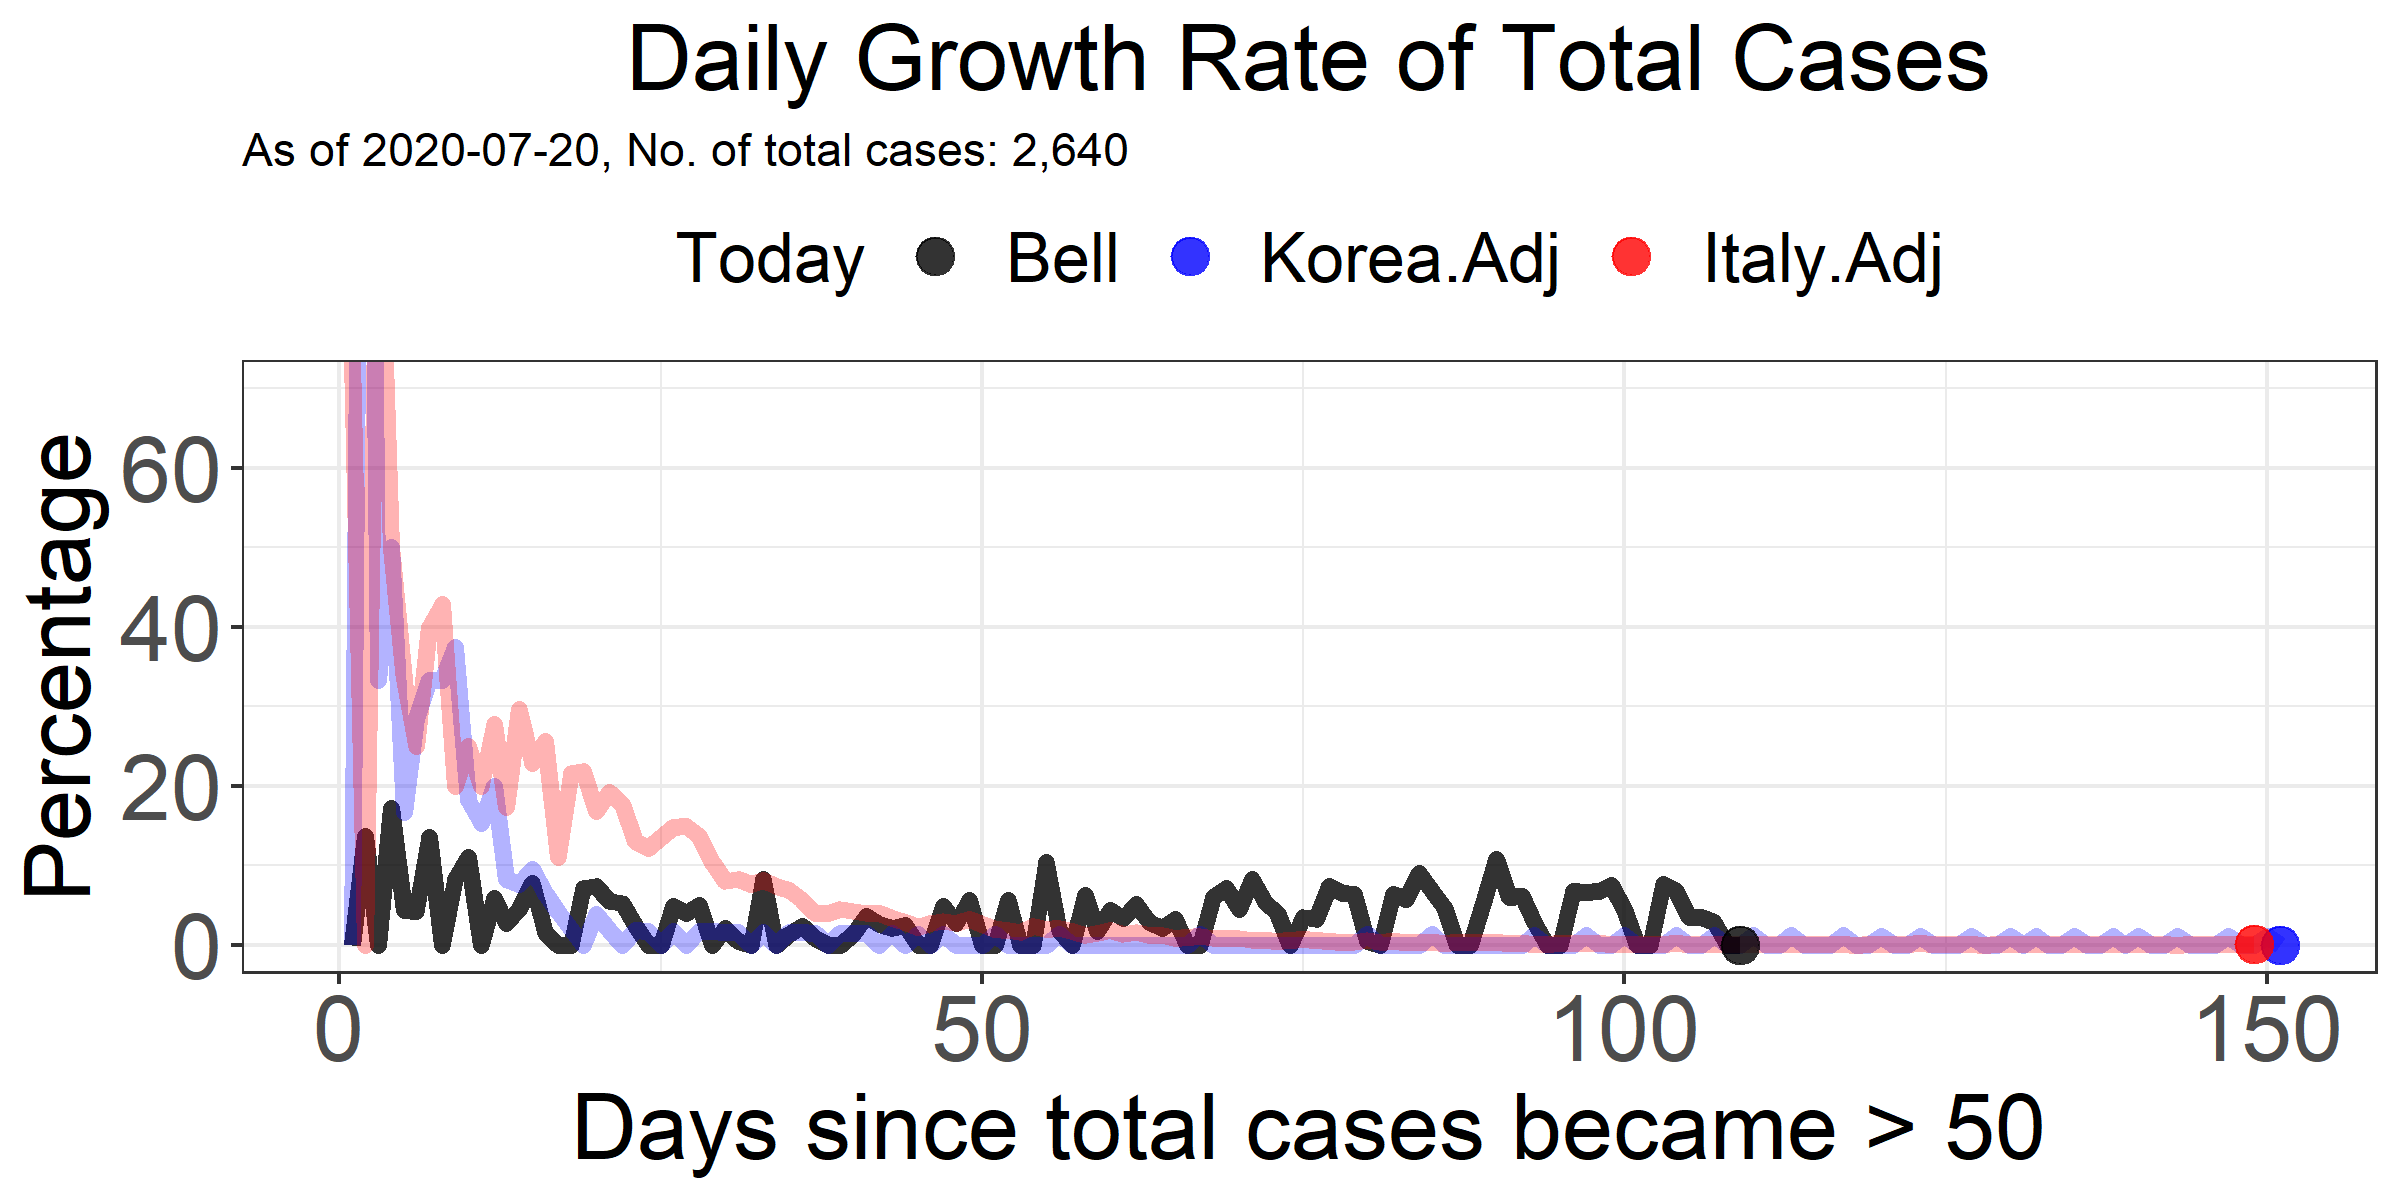 Daily Growth Rate of Total Cases
As of 2020-07-20, No. of total cases: 2,640
Today Bell Korea.Adj Italy.Adj
Percentage
60
40
20
0
0 50 100 150
Days since total cases became > 50